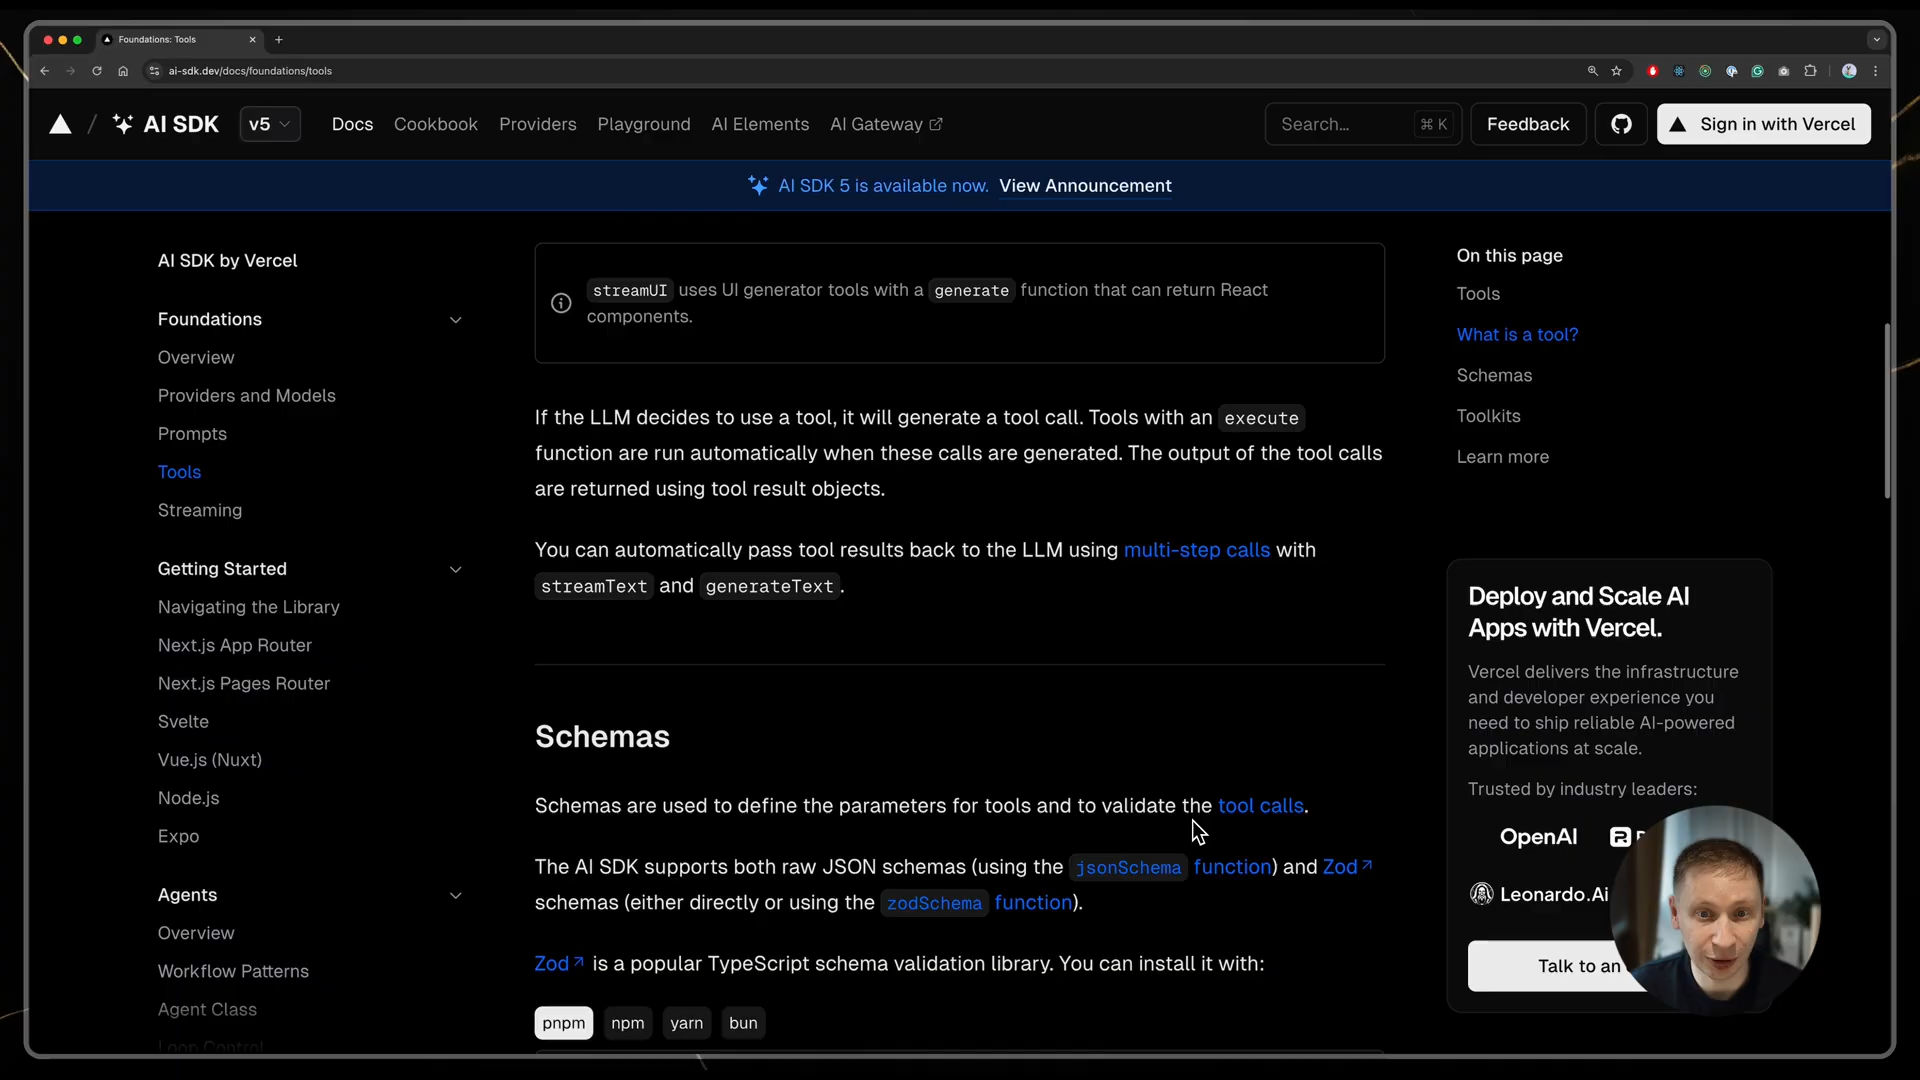 Foundations: Tools
ai-sdk.dev/docs/foundations/tools
AI SDK
v5
Docs
Cookbook
Providers
Playground
AI Elements
AI Gateway
Search...
⌘ K
Feedback
Sign in with Vercel
AI SDK 5 is available now. View Announcement
AI SDK by Vercel
Foundations
Overview
Providers and Models
Prompts
Tools
Streaming
Getting Started
Navigating the Library
Next.js App Router
Next.js Pages Router
Svelte
Vue.js (Nuxt)
Node.js
Expo
Agents
Overview
Workflow Patterns
Agent Class
Loop Control
streamUI uses UI generator tools with a generate function that can return React
components.
If the LLM decides to use a tool, it will generate a tool call. Tools with an execute
function are run automatically when these calls are generated. The output of the tool calls
are returned using tool result objects.
You can automatically pass tool results back to the LLM using multi-step calls with
streamText and generateText.
Schemas
Schemas are used to define the parameters for tools and to validate the tool calls.
The AI SDK supports both raw JSON schemas (using the jsonSchema function) and Zod
schemas (either directly or using the zodSchema function).
Zod is a popular TypeScript schema validation library. You can install it with:
pnpm
npm
yarn
bun
On this page
Tools
What is a tool?
Schemas
Toolkits
Learn more
Deploy and Scale AI
Apps with Vercel.
Vercel delivers the infrastructure
and developer experience you
need to ship reliable AI-powered
applications at scale.
Trusted by industry leaders:
OpenAI
Leonardo.Ai
Talk to an